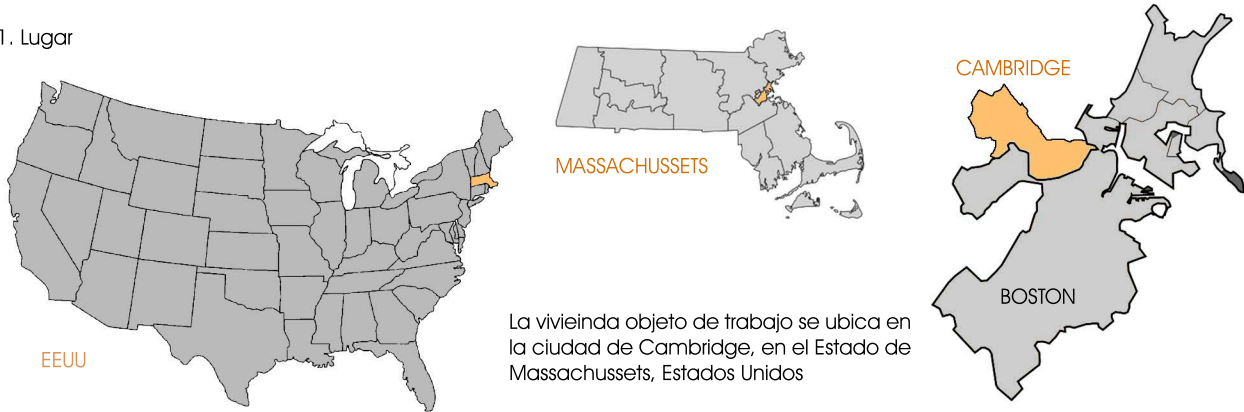 1. Lugar
EEUU
MASSACHUSSETS
La vivieinda objeto de trabajo se ubica en
la ciudad de Cambridge, en el Estado de
Massachussets, Estados Unidos
CAMBRIDGE
BOSTON